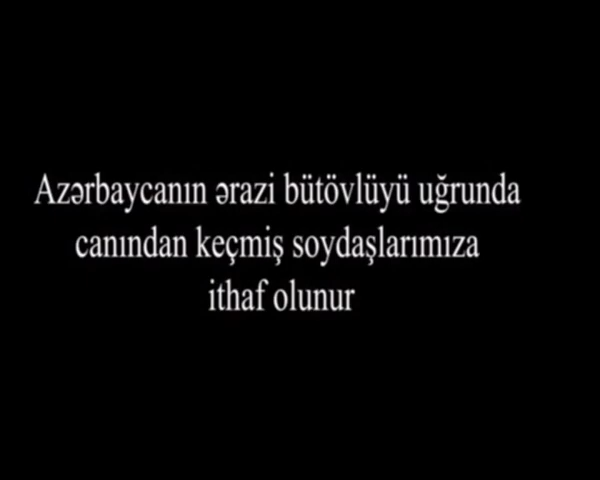 Azərbaycanın ərazi bütövlüyü uğrunda
canından keçmiş soydaşlarımıza
ithaf olunur